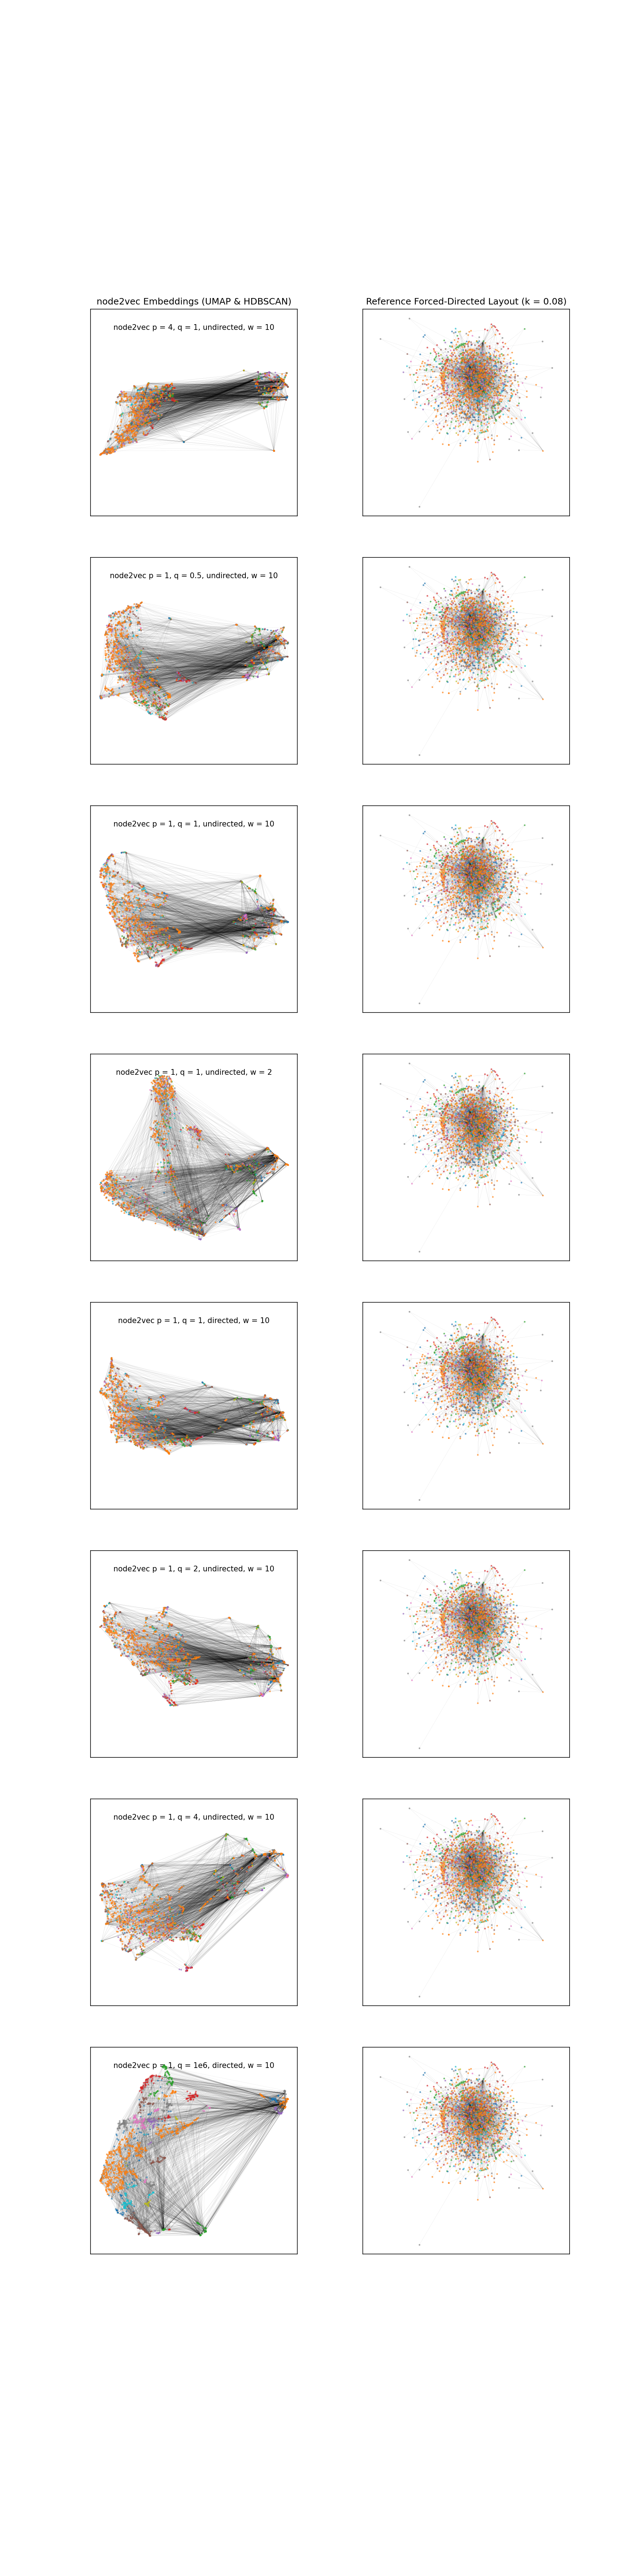 node2vec Embeddings (UMAP & HDBSCAN)
Reference Forced-Directed Layout (k = 0.08)
node2vec p = 4, q = 1, undirected, w = 10
node2vec p = 1, q = 0.5, undirected, w = 10
node2vec p = 1, q = 1, undirected, w = 10
node2vec p = 1, q = 1, undirected, w = 2
node2vec p = 1, q = 1, directed, w = 10
node2vec p = 1, q = 2, undirected, w = 10
node2vec p = 1, q = 4, undirected, w = 10
node2vec p = 1, q = 1e6, directed, w = 10